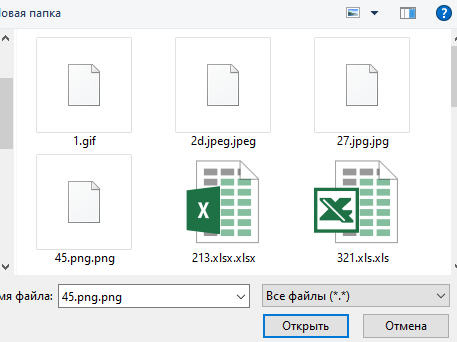 Новая папка
1.gif
2d.jpeg.jpeg
27.jpg.jpg
45.png.png
213.xlsx.xlsx
321.xls.xls
мя файла:
45.png.png
Все файлы (*.*)
Открыть
Отмена